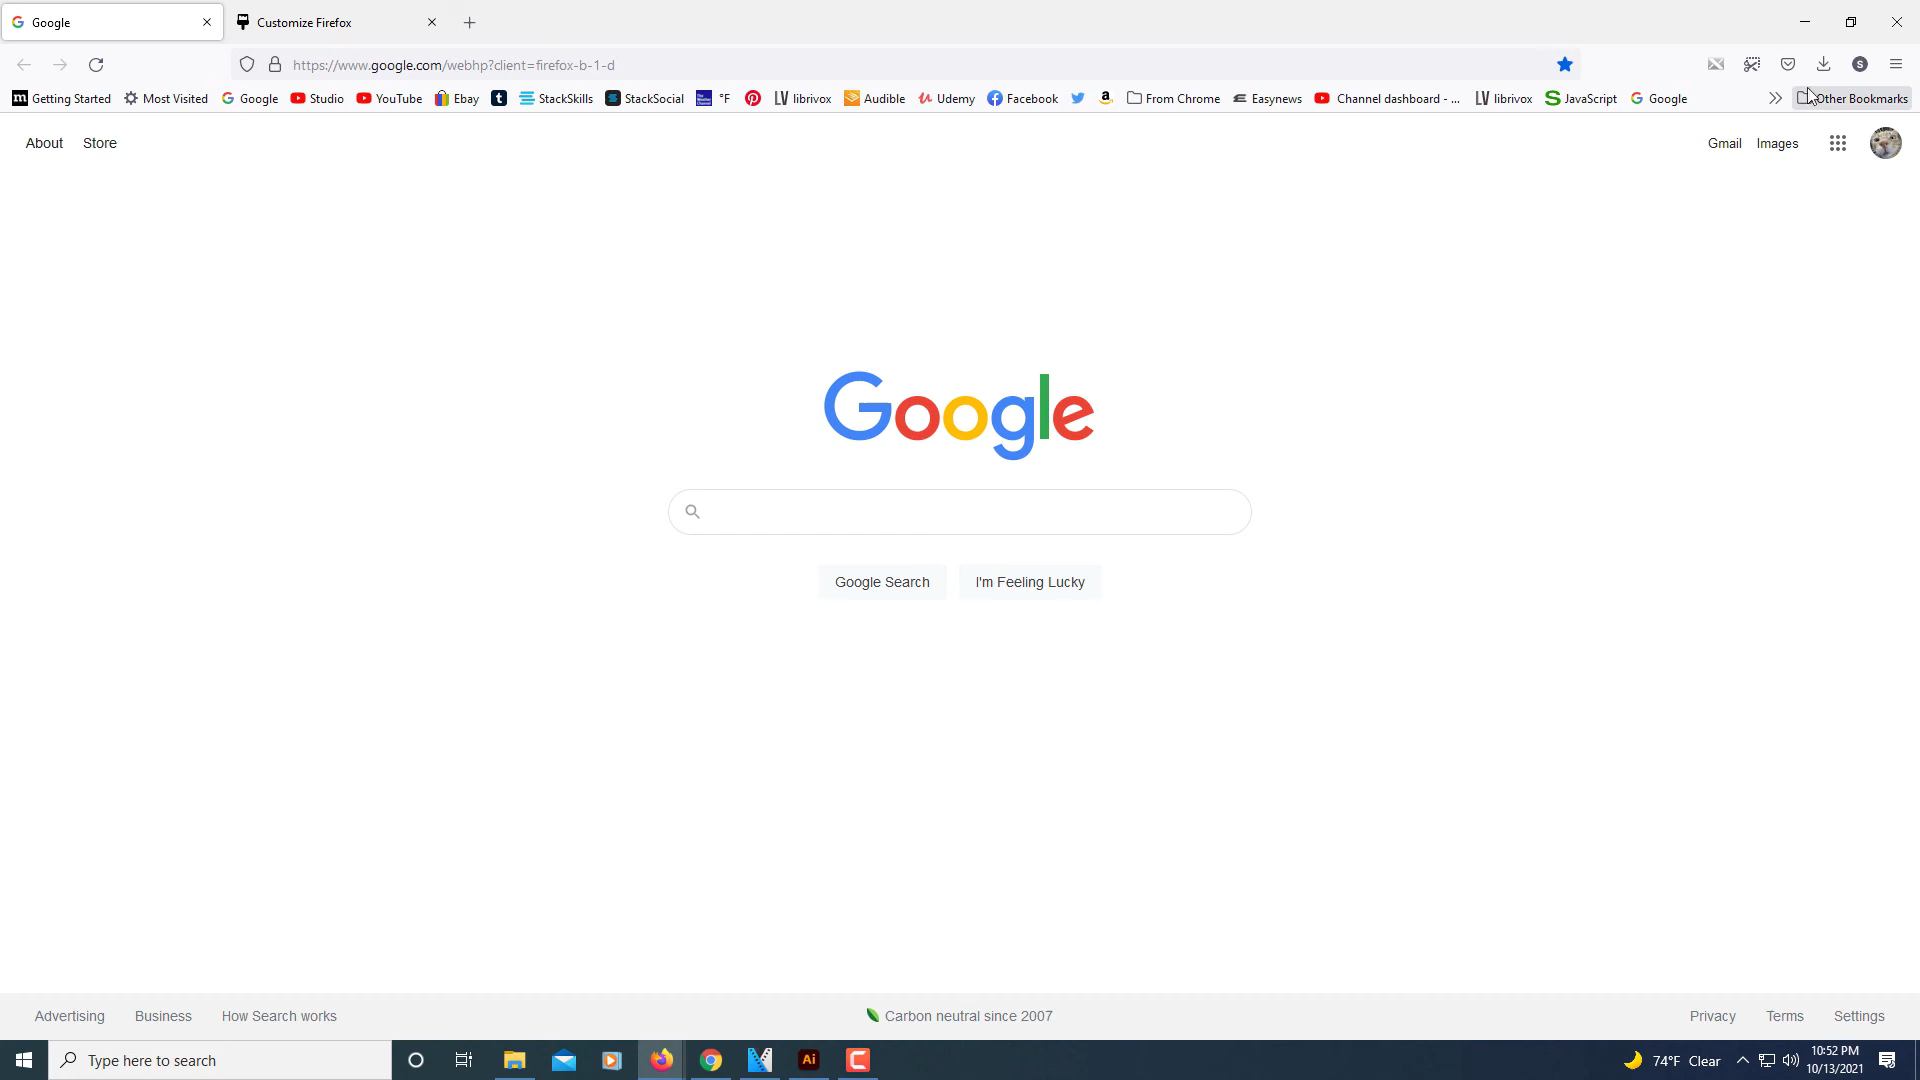 Google
Customize Firefox
https://www.google.com/webhp?client=firefox-b-1-d
S
Getting Started
Most Visited
Google
Studio
YouTube
Ebay
StackSkills
StackSocial
°F
librivox
Audible
Udemy
Facebook
From Chrome
Easynews
Channel dashboard - ...
librivox
JavaScript
Google
Other Bookmarks
About
Store
Gmail
Images
Google
Google Search
I'm Feeling Lucky
Advertising
Business
How Search works
Carbon neutral since 2007
Privacy
Terms
Settings
Type here to search
Ai
74°F Clear
10:52 PM
10/13/2021